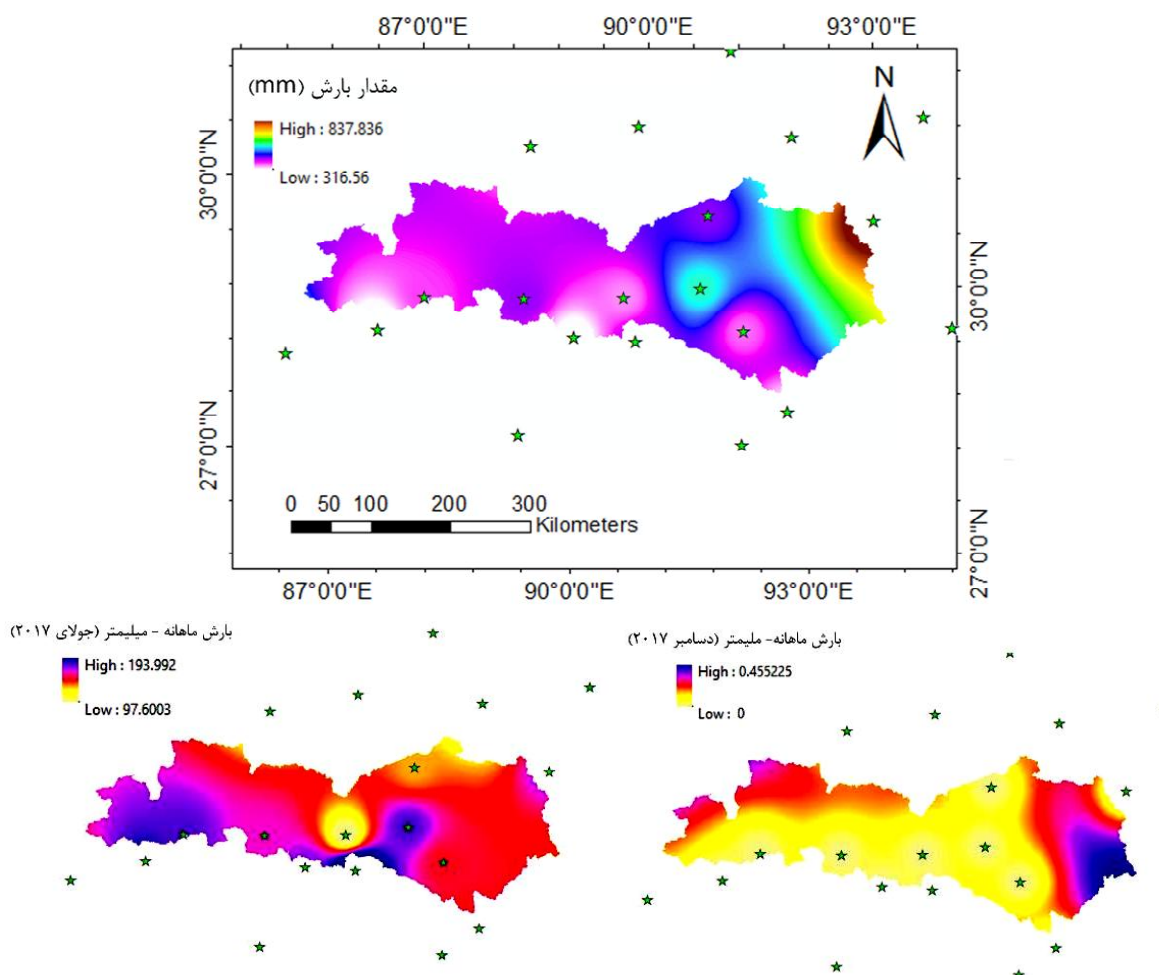 87°0'0"E 90°0'0"E 93°0'0"E
مقدار بارش (mm)
High : 837.836
Low : 316.56
N
30°0'0"N
30°0'0"N
27°0'0"N
27°0'0"N
0 50 100 200 300
Kilometers
87°0'0"E 90°0'0"E 93°0'0"E
بارش ماهانه - میلیمتر (جولای ۲۰۱۷)
High : 193.992
Low : 97.6003
بارش ماهانه- ملیمتر (دسامبر ۲۰۱۷)
High : 0.455225
Low : 0